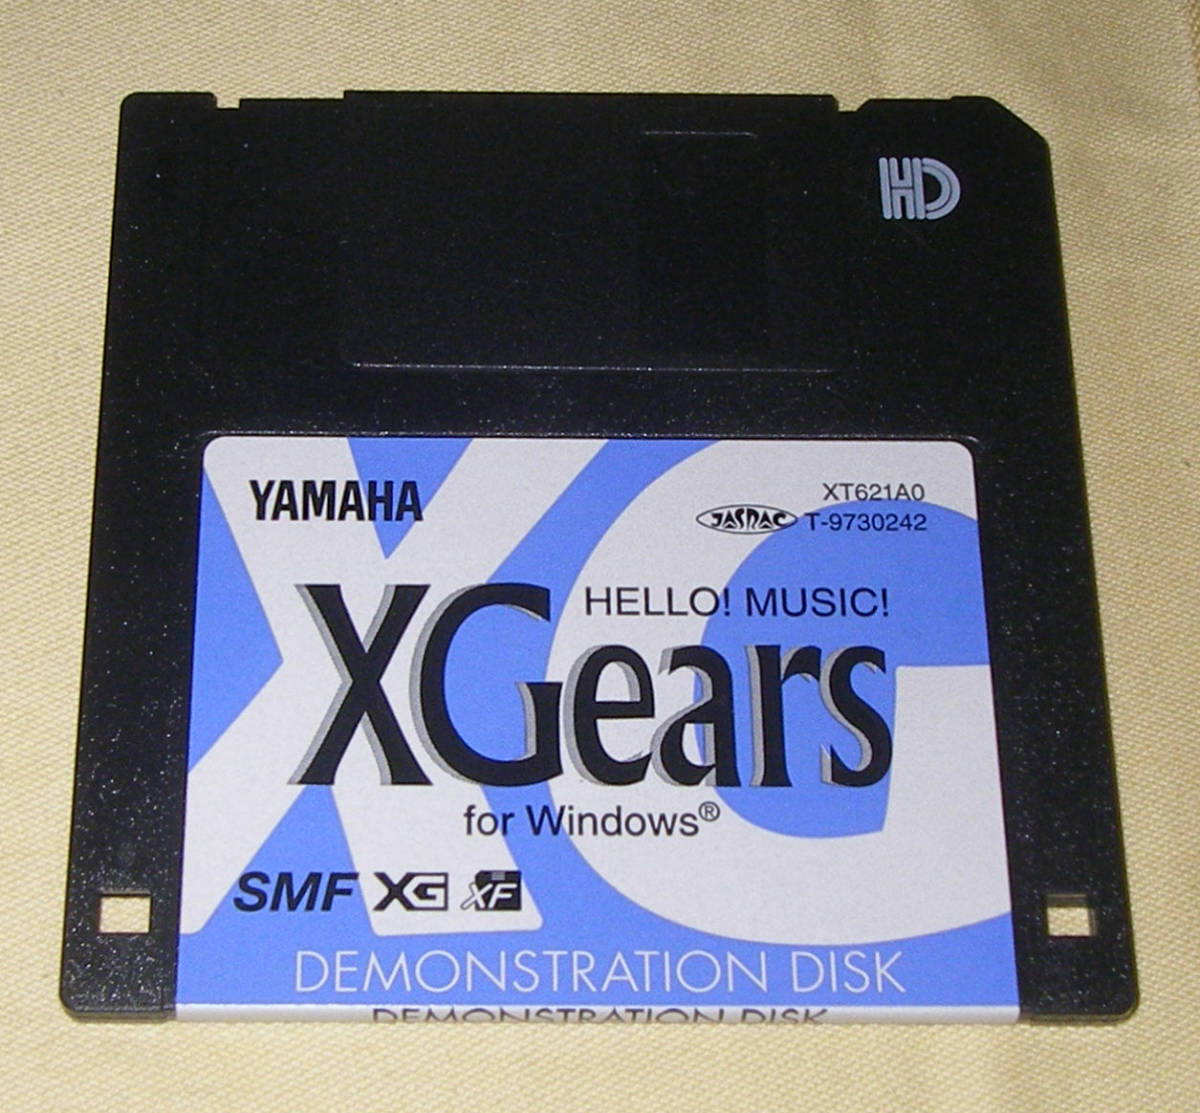 HD
YAMAHA
XT621A0
JASRAC T-9730242
HELLO! MUSIC!
XGears
for Windows®
SMF XG XF
DEMONSTRATION DISK
DEMONSTRATION DISK